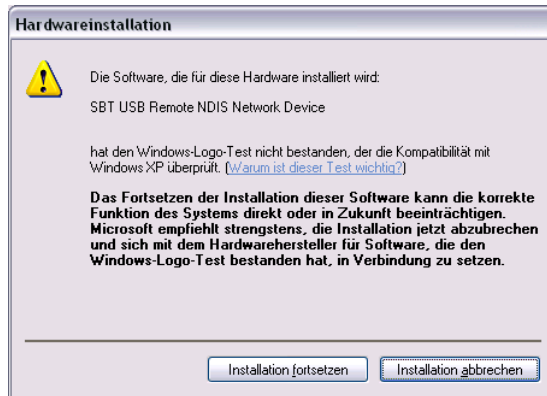 Hardwareinstallation
Die Software, die für diese Hardware installiert wird:
SBT USB Remote NDIS Network Device
hat den Windows-Logo-Test nicht bestanden, der die Kompatibilität mit
Windows XP überprüft. (Warum ist dieser Test wichtig?)
Das Fortsetzen der Installation dieser Software kann die korrekte
Funktion des Systems direkt oder in Zukunft beeinträchtigen.
Microsoft empfiehlt strengstens, die Installation jetzt abzubrechen
und sich mit dem Hardwarehersteller für Software, die den
Windows-Logo-Test bestanden hat, in Verbindung zu setzen.
Installation fortsetzen
Installation abbrechen